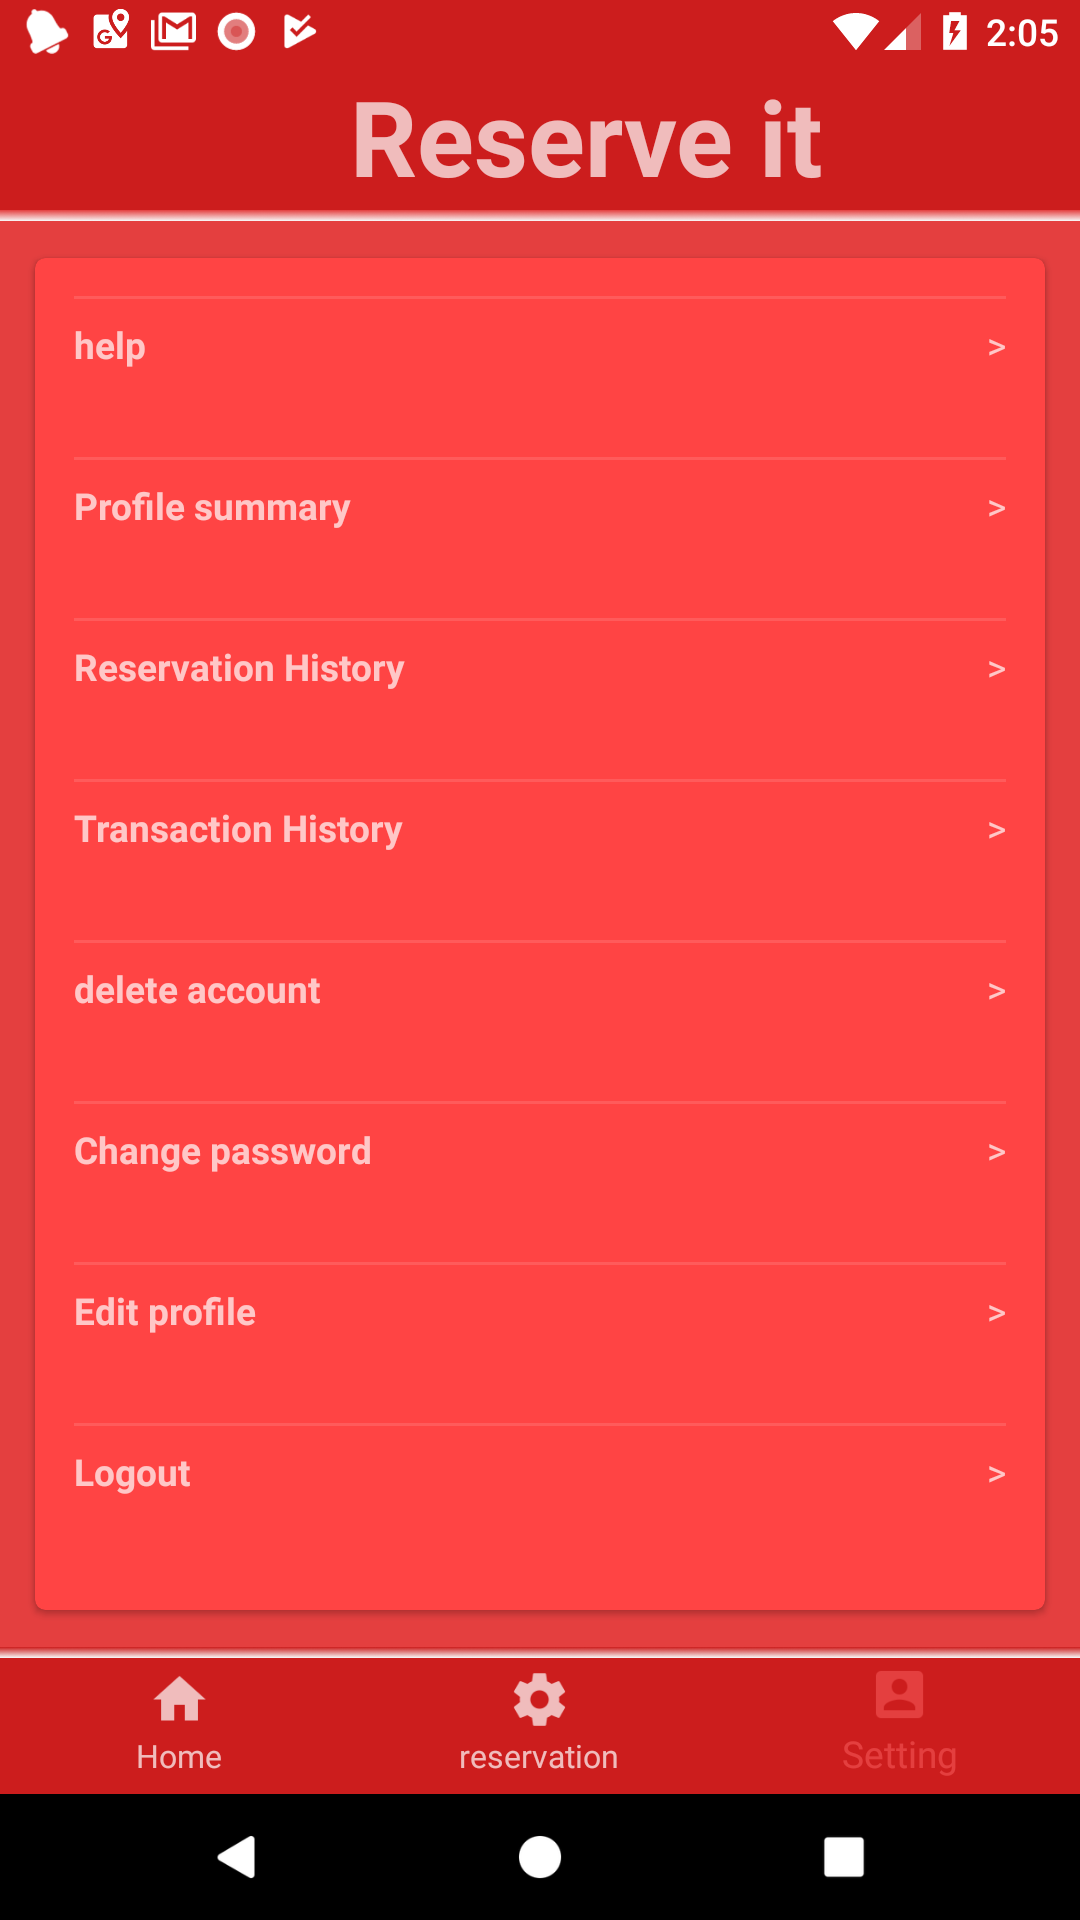 2:05
Reserve it
help >
Profile summary >
Reservation History >
Transaction History >
delete account >
Change password >
Edit profile >
Logout >
Home reservation Setting